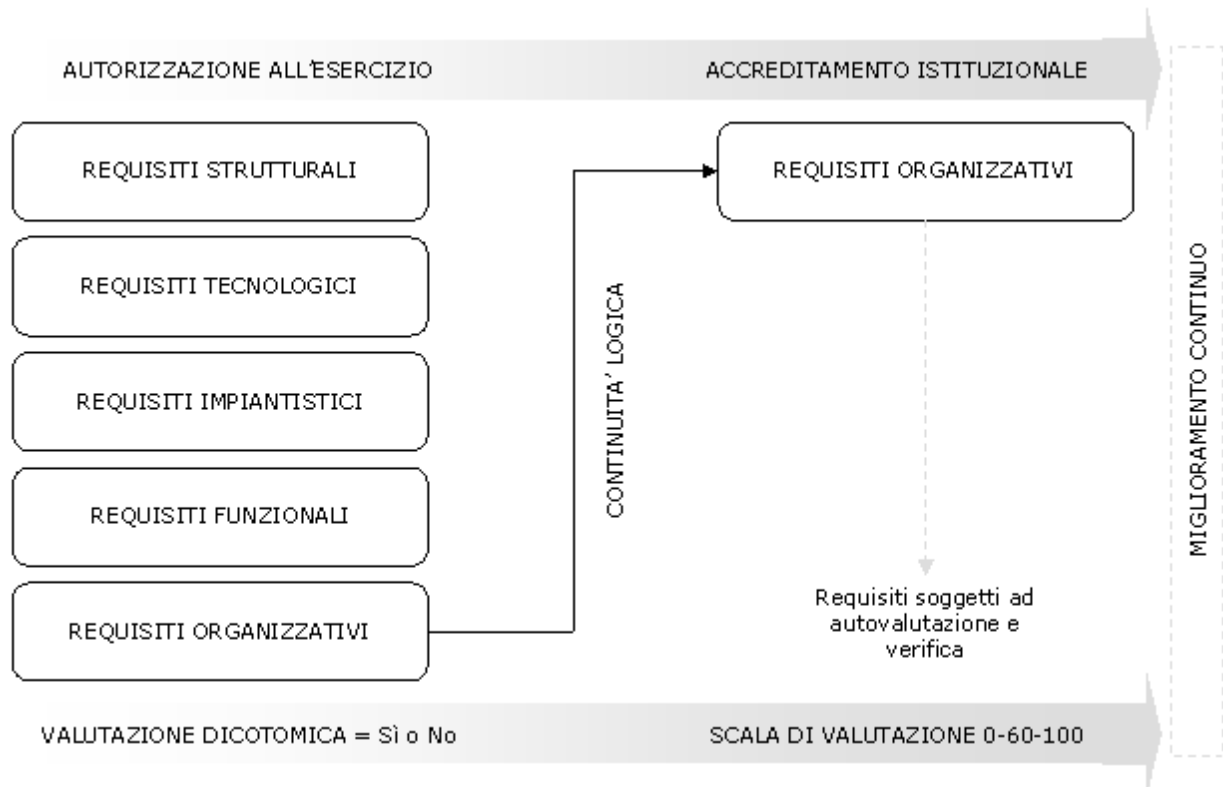 AUTORIZZAZIONE ALL'ESERCIZIO
ACCREDITAMENTO ISTITUZIONALE
REQUISITI STRUTTURALI
REQUISITI ORGANIZZATIVI
REQUISITI TECNOLOGICI
REQUISITI IMPIANTISTICI
REQUISITI FUNZIONALI
REQUISITI ORGANIZZATIVI
CONTINUITA' LOGICA
Requisiti soggetti ad
autovalutazione e
verifica
MIGLIORAMENTO CONTINUO
VALUTAZIONE DICOTOMICA = Sì o No
SCALA DI VALUTAZIONE 0-60-100